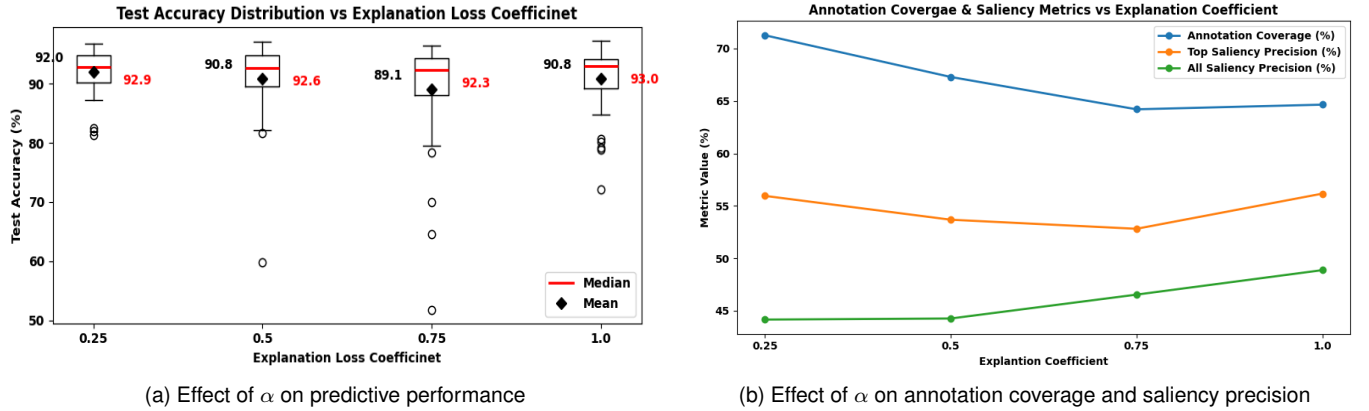 Test Accuracy Distribution vs Explanation Loss Coefficinet
Test Accuracy (%)
90
80
70
60
50
92.0
92.9
90.8
92.6
89.1
92.3
90.8
93.0
Median
Mean
0.25
0.5
0.75
1.0
Explanation Loss Coefficinet
(a) Effect of α on predictive performance
Annotation Covergae & Saliency Metrics vs Explanation Coefficient
Metric Value (%)
70
65
60
55
50
45
Annotation Coverage (%)
Top Saliency Precision (%)
All Saliency Precision (%)
0.25
0.5
0.75
1.0
Explantion Coefficient
(b) Effect of α on annotation coverage and saliency precision